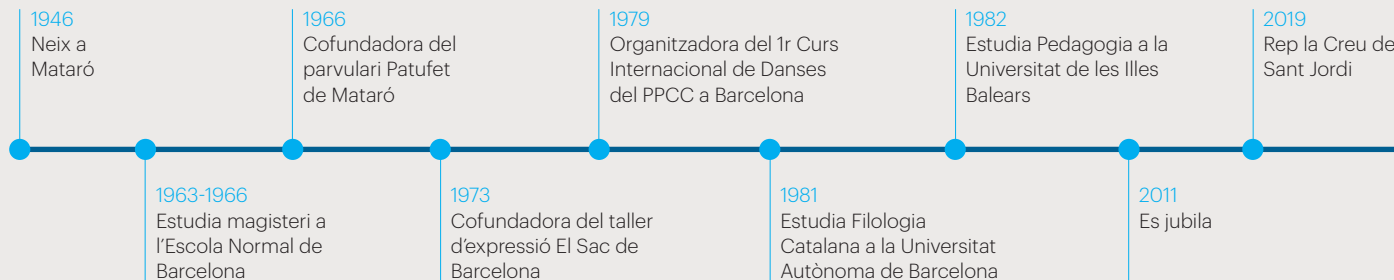 1946
Neix a
Mataró
1963-1966
Estudia magisteri a
l'Escola Normal de
Barcelona
1966
Cofundadora del
parvulari Patufet
de Mataró
1973
Cofundadora del taller
d'expressió El Sac de
Barcelona
1979
Organitzadora del 1r Curs
Internacional de Danses
del PPCC a Barcelona
1981
Estudia Filologia
Catalana a la Universitat
Autònoma de Barcelona
1982
Estudia Pedagogia a la
Universitat de les Illes
Balears
2011
Es jubila
2019
Rep la Creu de
Sant Jordi